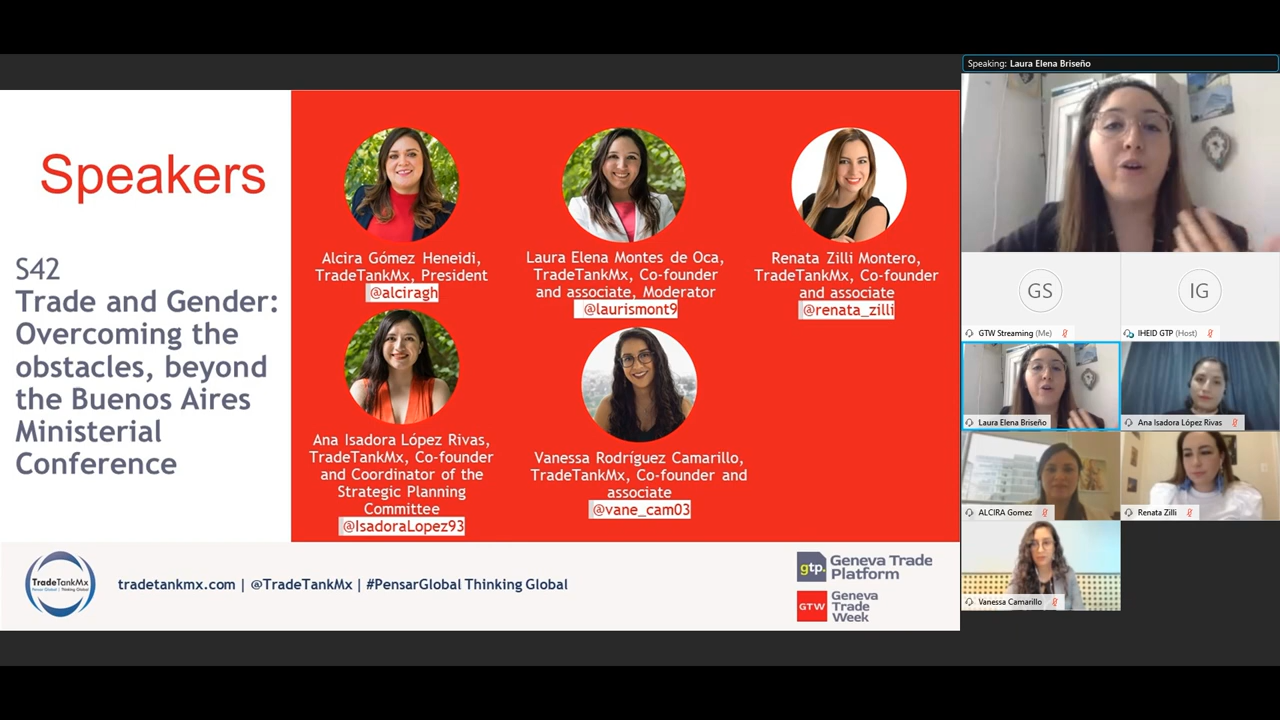 Speakers
S42
Trade and Gender:
Overcoming the
obstacles, beyond
the Buenos Aires
Ministerial
Conference
Alcira Gómez Heneidi,
TradeTankMx, President
@alciragh
Laura Elena Montes de Oca,
TradeTankMx, Co-founder
and associate, Moderator
@laurismont9
Renata Zilli Montero,
TradeTankMx, Co-founder
and associate
@renata_zilli
Ana Isadora López Rivas,
TradeTankMx, Co-founder
and Coordinator of the
Strategic Planning
Committee
@IsadoraLopez93
Vanessa Rodríguez Camarillo,
TradeTankMx, Co-founder and
associate
@vane_cam03
TradeTankMx
Pensar Global | Thinking Global
tradetankmx.com | @TradeTankMx | #PensarGlobal Thinking Global
gtp.
Geneva Trade
Platform
GTW
Geneva
Trade
Week
Speaking: Laura Elena Briseño
GS
GTW Streaming (Me)
IG
IHEID GTP (Host)
Laura Elena Briseño
Ana Isadora López Rivas
ALCIRA Gomez
Renata Zilli
Vanessa Camarillo